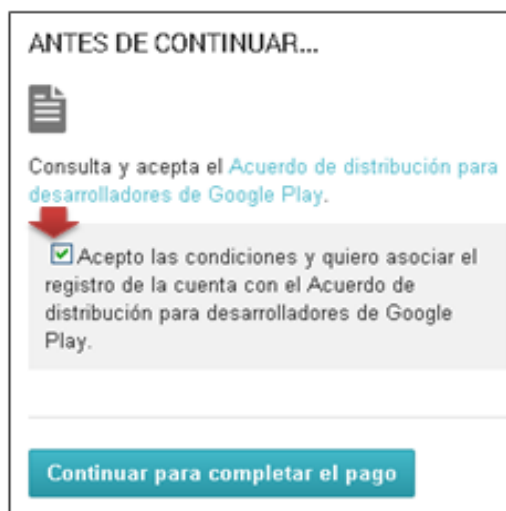 ANTES DE CONTINUAR...
Consulta y acepta el Acuerdo de distribución para
desarrolladores de Google Play.
Acepto las condiciones y quiero asociar el
registro de la cuenta con el Acuerdo de
distribución para desarrolladores de Google
Play.
Continuar para completar el pago